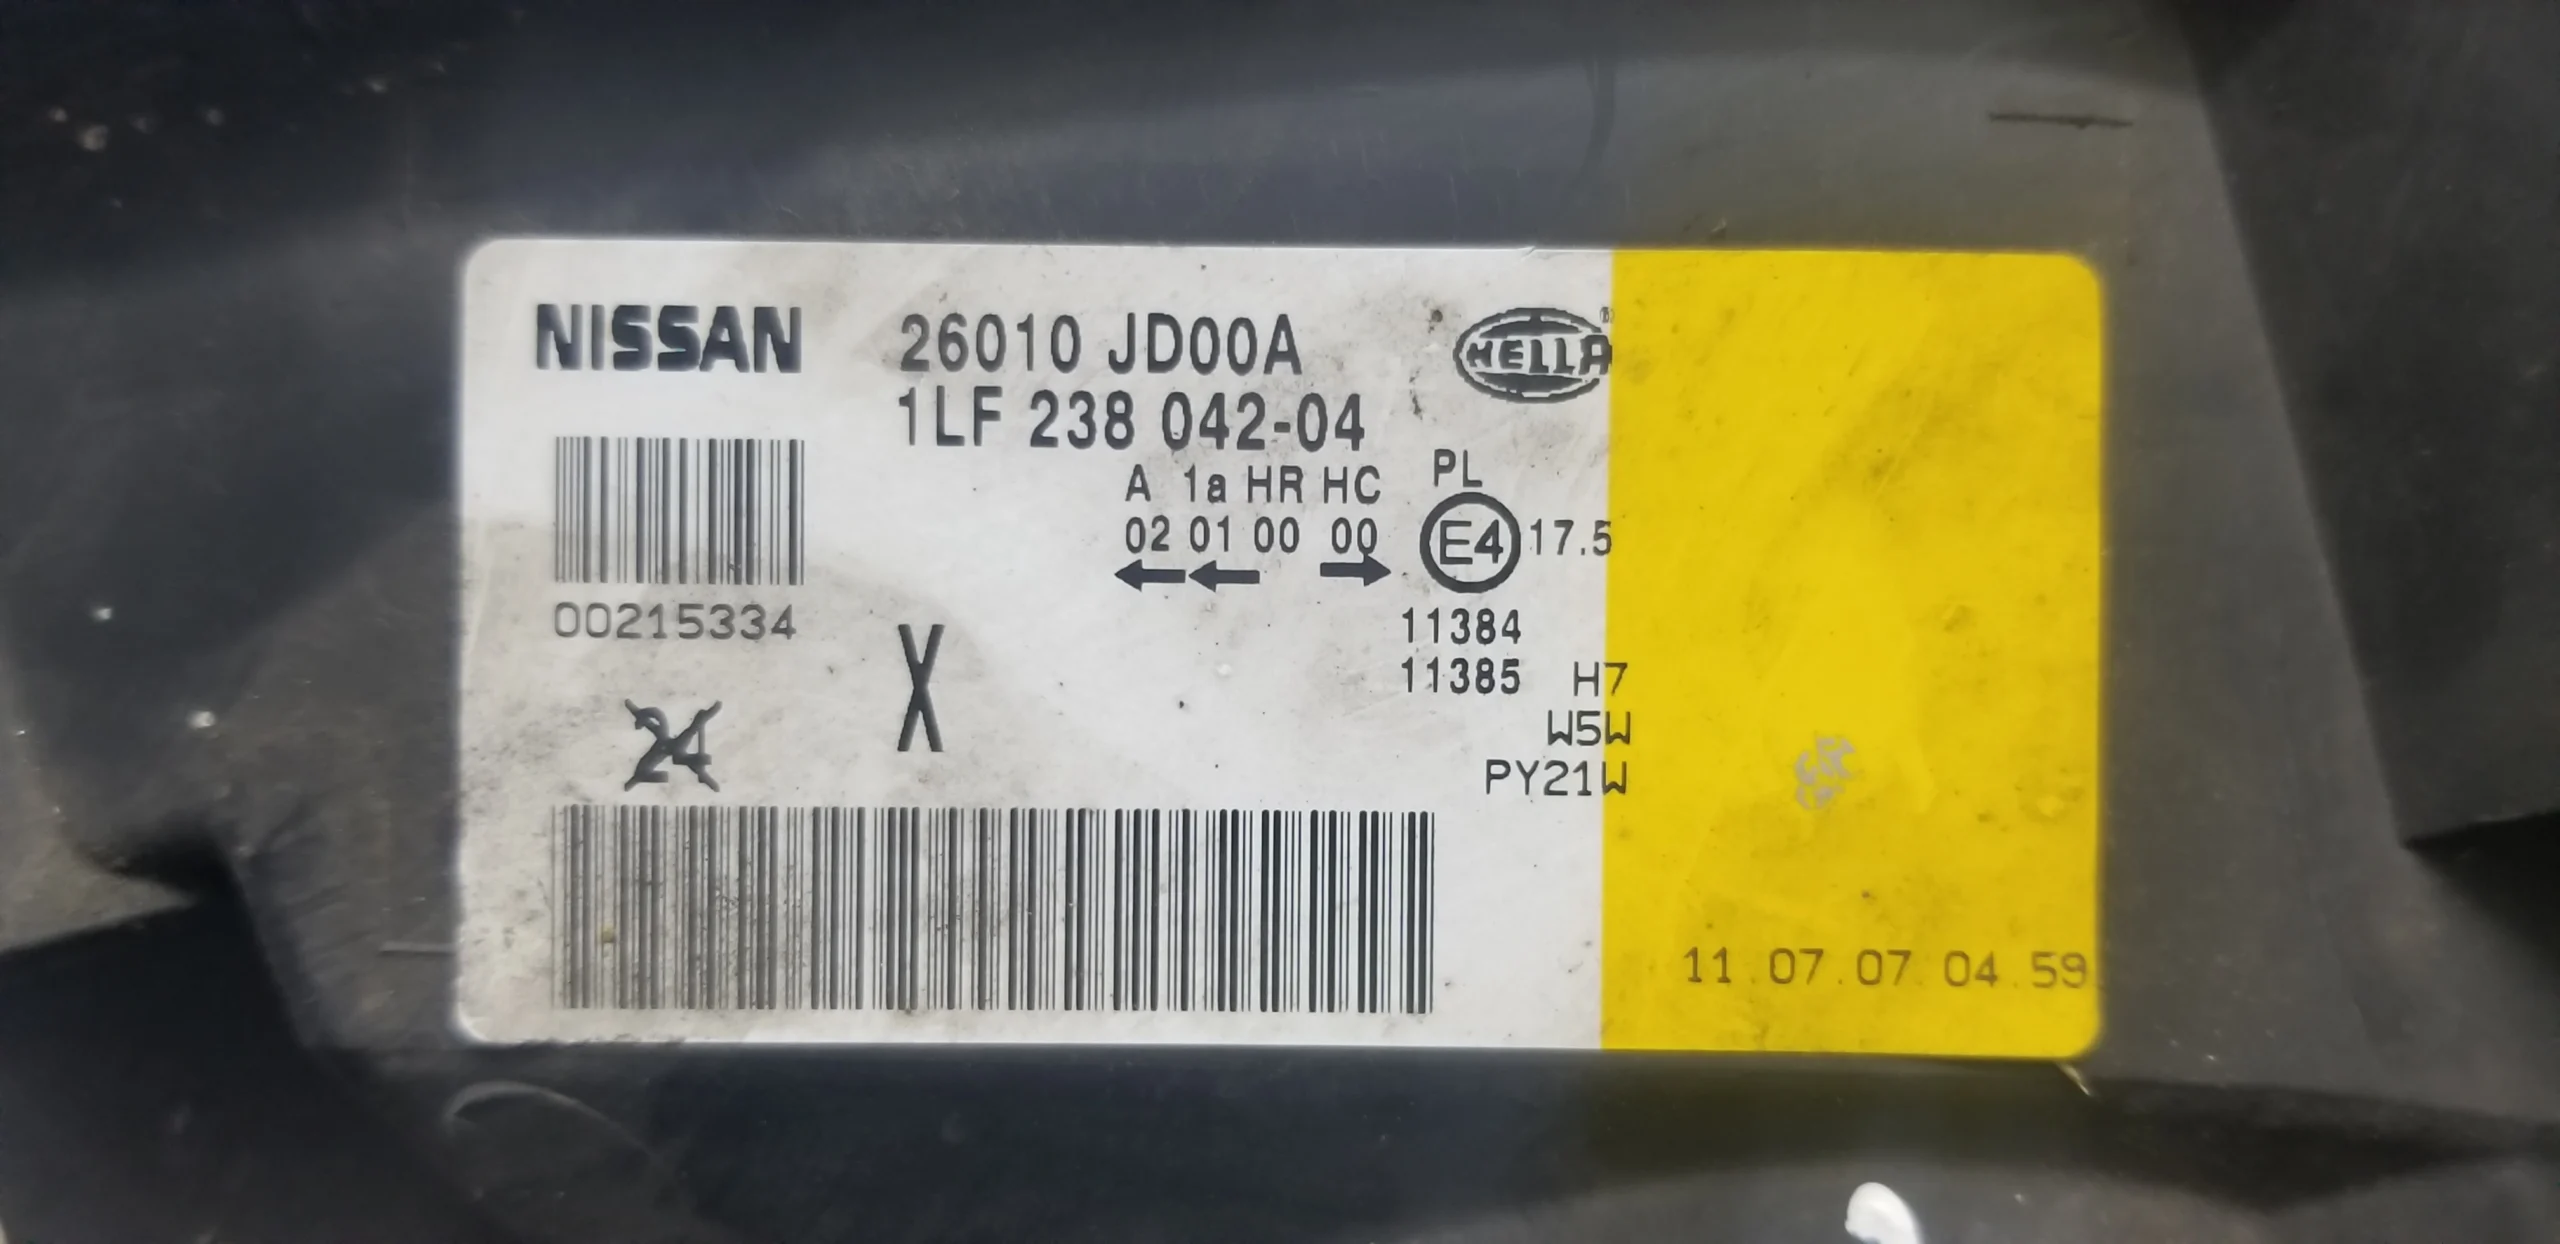 NISSAN 26010 JD00A HELLA ®
1LF 238 042-04
A 1a HR HC PL
02 01 00 00 E4 17.5
← ← →
00215334 11384
X 11385 H7
24 W5W
PY21W
11.07.07.04.59